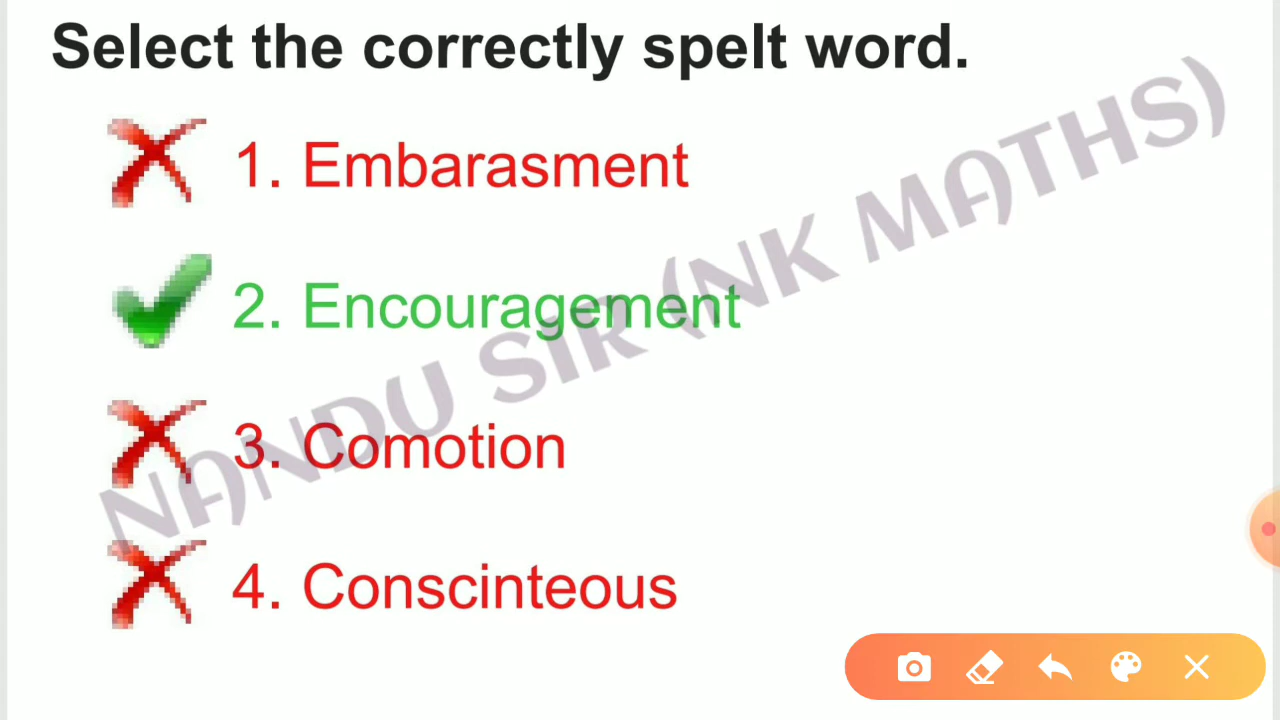 Select the correctly spelt word.
1. Embarasment
2. Encouragement
3. Comotion
4. Conscinteous
NANDU SIR (NK MATHS)